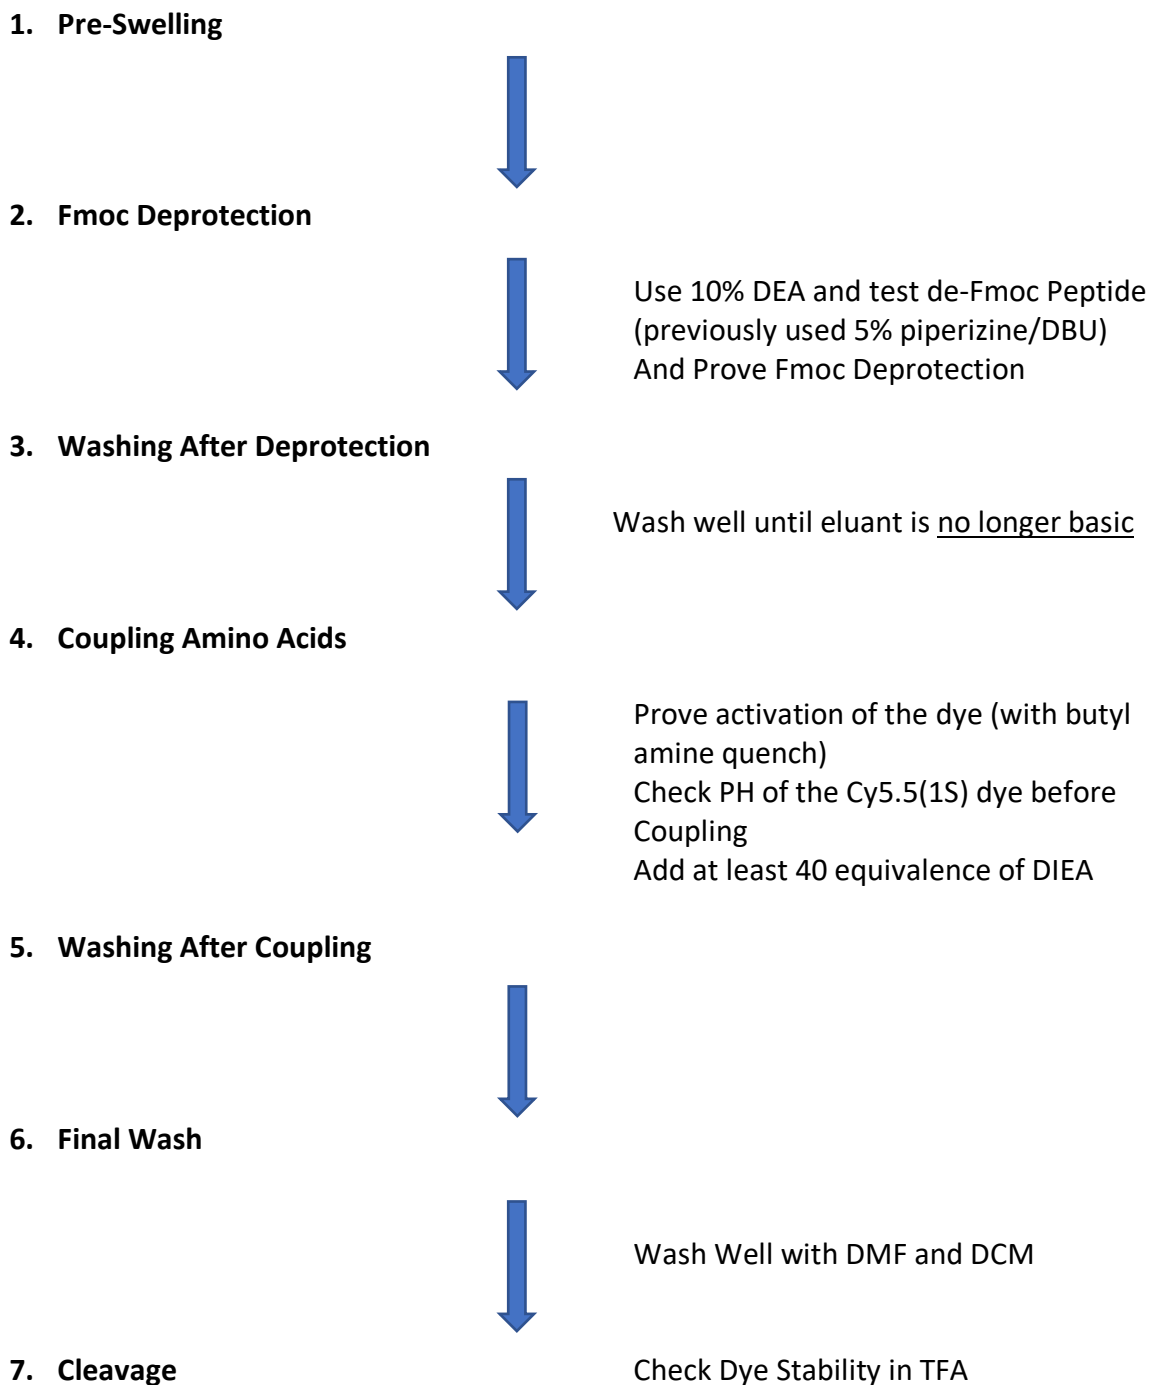 1. Pre-Swelling
2. Fmoc Deprotection
Use 10% DEA and test de-Fmoc Peptide
(previously used 5% piperizine/DBU)
And Prove Fmoc Deprotection
3. Washing After Deprotection
Wash well until eluant is no longer basic
4. Coupling Amino Acids
Prove activation of the dye (with butyl
amine quench)
Check PH of the Cy5.5(1S) dye before
Coupling
Add at least 40 equivalence of DIEA
5. Washing After Coupling
6. Final Wash
Wash Well with DMF and DCM
7. Cleavage Check Dye Stability in TFA